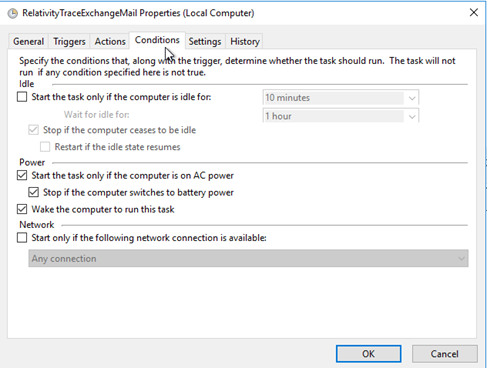 RelativityTraceExchangeMail Properties (Local Computer)
General Triggers Actions Conditions Settings History
Specify the conditions that, along with the trigger, determine whether the task should run. The task will not
run if any condition specified here is not true.
Idle
Start the task only if the computer is idle for: 10 minutes
Wait for idle for: 1 hour
Stop if the computer ceases to be idle
Restart if the idle state resumes
Power
Start the task only if the computer is on AC power
Stop if the computer switches to battery power
Wake the computer to run this task
Network
Start only if the following network connection is available:
Any connection
OK Cancel